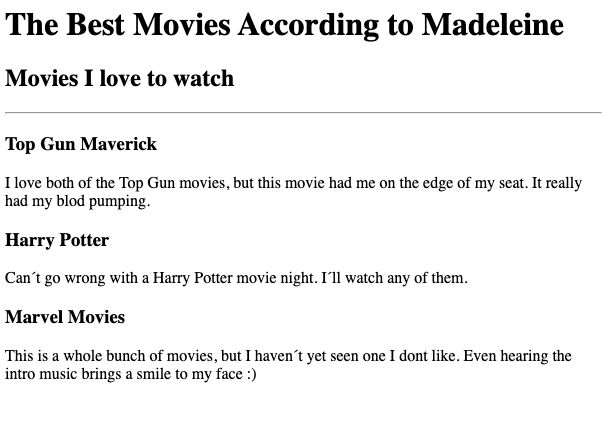 The Best Movies According to Madeleine
Movies I love to watch
Top Gun Maverick
I love both of the Top Gun movies, but this movie had me on the edge of my seat. It really
had my blod pumping.
Harry Potter
Can´t go wrong with a Harry Potter movie night. I´ll watch any of them.
Marvel Movies
This is a whole bunch of movies, but I haven´t yet seen one I dont like. Even hearing the
intro music brings a smile to my face :)